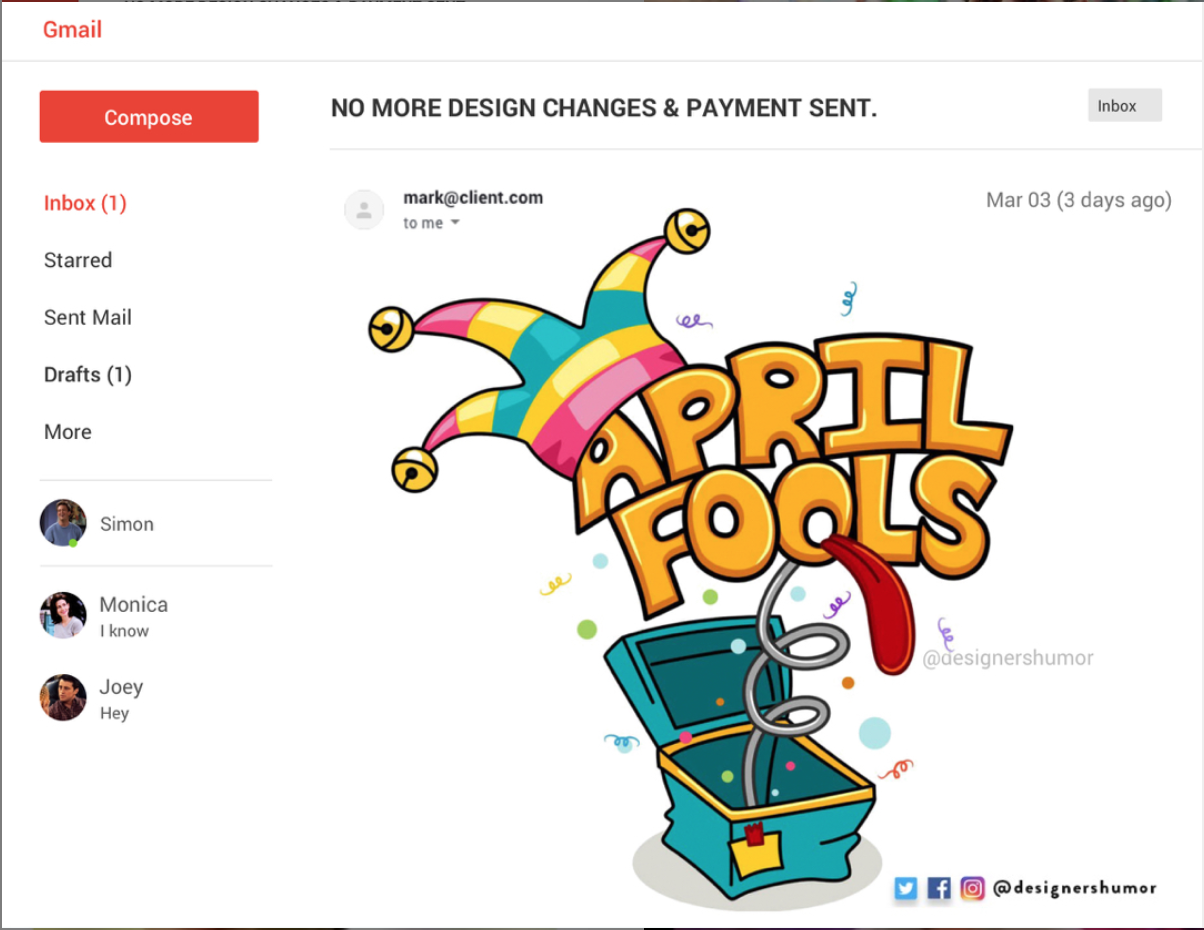 Gmail
Compose
Inbox (1)
Starred
Sent Mail
Drafts (1)
More
Simon
Monica
I know
Joey
Hey
NO MORE DESIGN CHANGES & PAYMENT SENT.
Inbox
mark@client.com
Mar 03 (3 days ago)
to me
APRIL
FOOLS
@designershumor
@designershumor